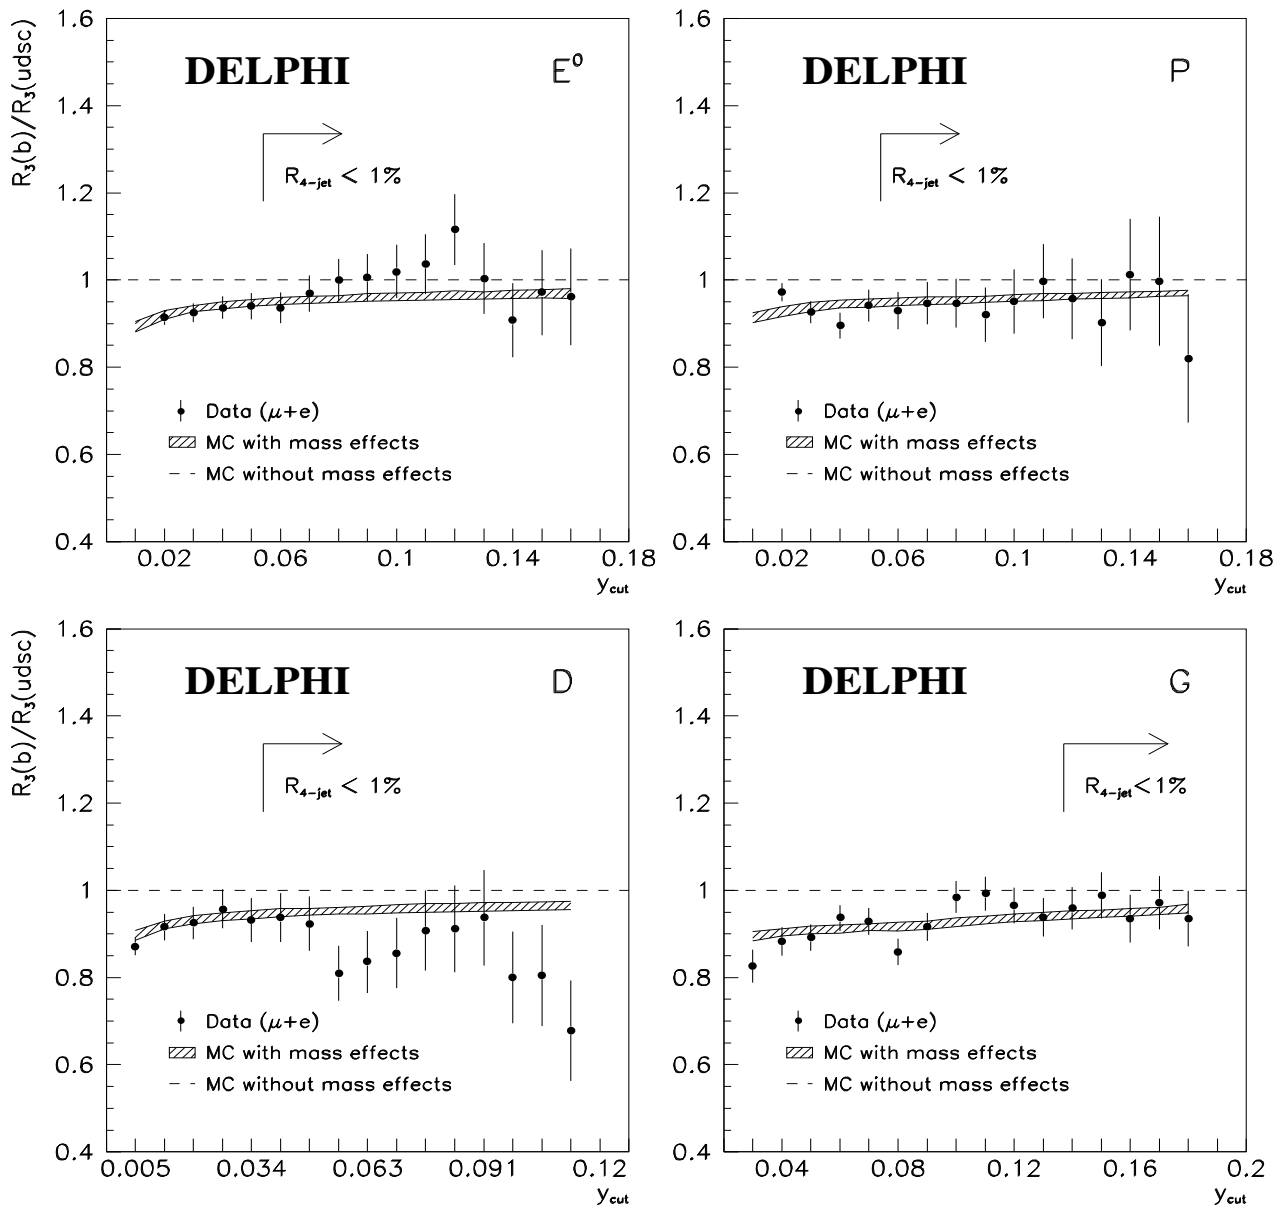 R₃(b)/R₃(udsc)
1.6
1.4
1.2
1
0.8
0.6
0.4
DELPHI
E⁰
R₄₋jet < 1%
Data (μ+e)
MC with mass effects
MC without mass effects
0.02
0.06
0.1
0.14
0.18
y_cut
1.6
1.4
1.2
1
0.8
0.6
0.4
DELPHI
P
R₄₋jet < 1%
Data (μ+e)
MC with mass effects
MC without mass effects
0.02
0.06
0.1
0.14
0.18
y_cut
R₃(b)/R₃(udsc)
1.6
1.4
1.2
1
0.8
0.6
0.4
DELPHI
D
R₄₋jet < 1%
Data (μ+e)
MC with mass effects
MC without mass effects
0.005
0.034
0.063
0.091
0.12
y_cut
1.6
1.4
1.2
1
0.8
0.6
0.4
DELPHI
G
R₄₋jet<1%
Data (μ+e)
MC with mass effects
MC without mass effects
0.04
0.08
0.12
0.16
0.2
y_cut